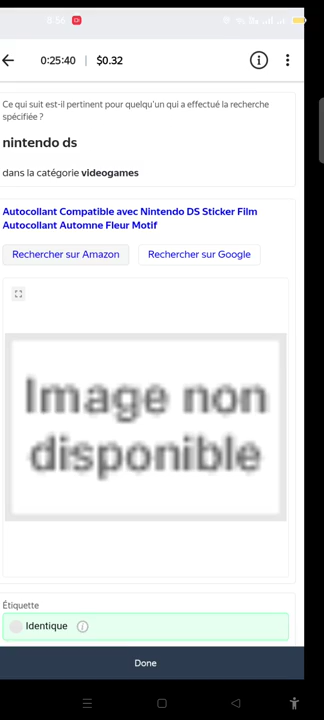 8:56
0:25:40 | $0.32
Ce qui suit est-il pertinent pour quelqu'un qui a effectué la recherche
spécifiée ?
nintendo ds
dans la catégorie videogames
Autocollant Compatible avec Nintendo DS Sticker Film
Autocollant Automne Fleur Motif
Rechercher sur Amazon Rechercher sur Google
Image non
disponible
Étiquette
Identique
Done